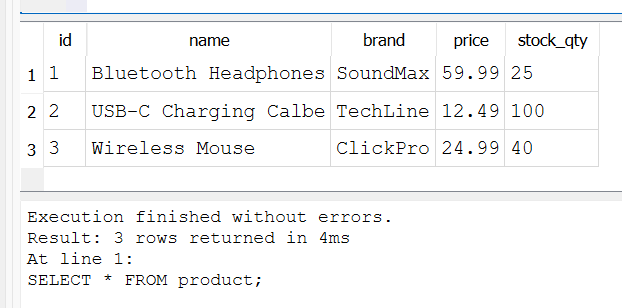 id name brand price stock_qty
1 1 Bluetooth Headphones SoundMax 59.99 25
2 2 USB-C Charging Calbe TechLine 12.49 100
3 3 Wireless Mouse ClickPro 24.99 40
Execution finished without errors.
Result: 3 rows returned in 4ms
At line 1:
SELECT * FROM product;